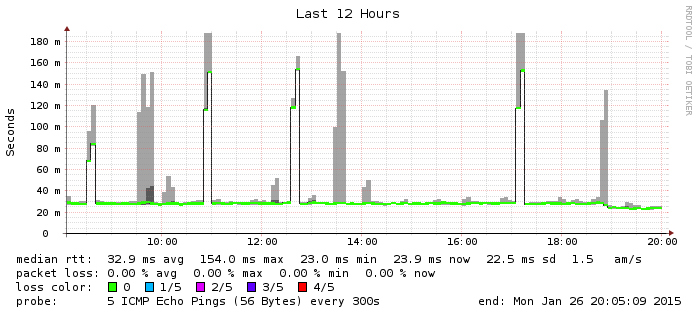 Last 12 Hours
RRDTOOL / TOBI OETIKER
Seconds
180 m
160 m
140 m
120 m
100 m
80 m
60 m
40 m
20 m
0
10:00 12:00 14:00 16:00 18:00 20:00
median rtt: 32.9 ms avg 154.0 ms max 23.0 ms min 23.9 ms now 22.5 ms sd 1.5 am/s
packet loss: 0.00 % avg 0.00 % max 0.00 % min 0.00 % now
loss color: 0 1/5 2/5 3/5 4/5
probe: 5 ICMP Echo Pings (56 Bytes) every 300s end: Mon Jan 26 20:05:09 2015